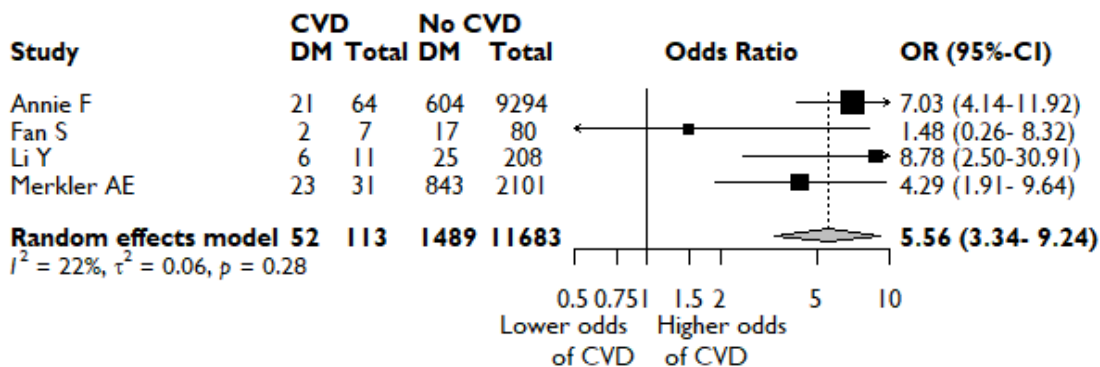 CVD No CVD
Study DM Total DM Total Odds Ratio OR (95%-CI)
Annie F 21 64 604 9294 7.03 (4.14-11.92)
Fan S 2 7 17 80 1.48 (0.26- 8.32)
Li Y 6 11 25 208 8.78 (2.50-30.91)
Merkler AE 23 31 843 2101 4.29 (1.91- 9.64)
Random effects model 52 113 1489 11683 5.56 (3.34- 9.24)
I² = 22%, τ² = 0.06, p = 0.28
0.5 0.75 1 1.5 2 5 10
Lower odds Higher odds
of CVD of CVD